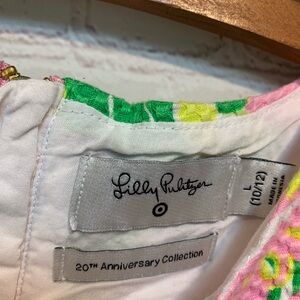 Lilly Pulitzer
20TH Anniversary Collection
L
(10/12)
MADE IN